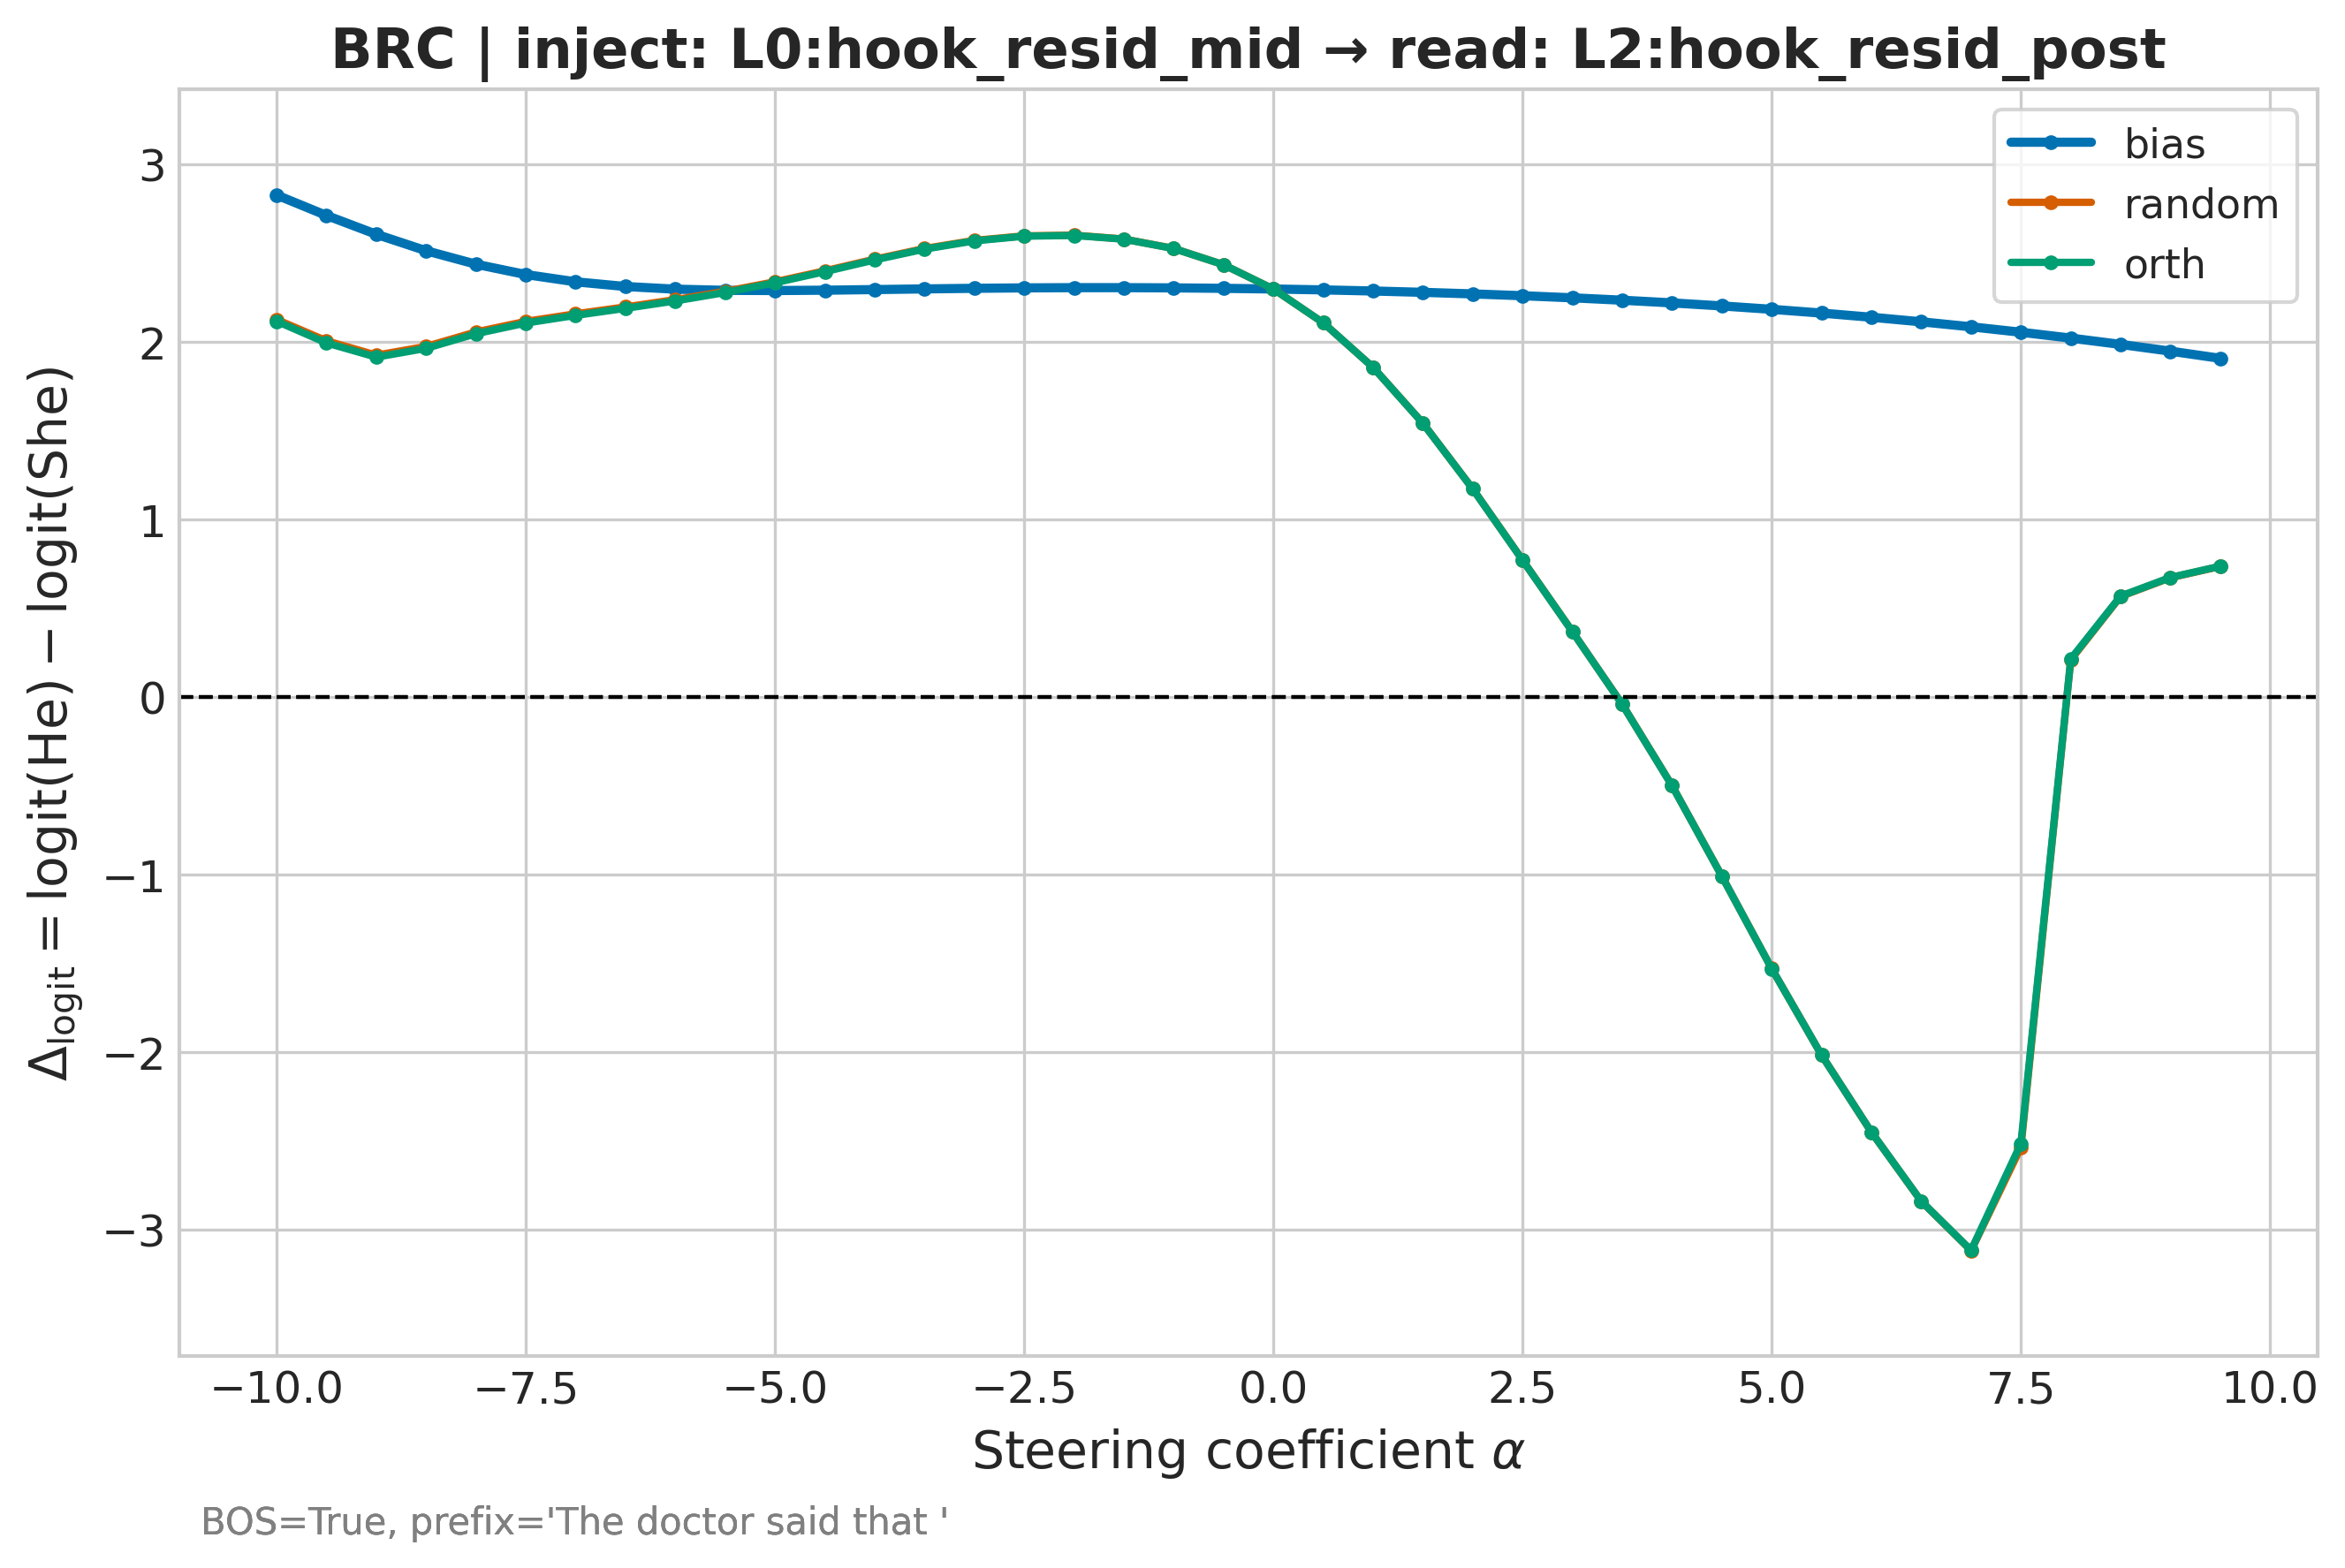 BRC | inject: L0:hook_resid_mid → read: L2:hook_resid_post
bias
random
orth
3
2
1
0
−1
−2
−3
Δlogit = logit(He) − logit(She)
−10.0
−7.5
−5.0
−2.5
0.0
2.5
5.0
7.5
10.0
Steering coefficient α
BOS=True, prefix='The doctor said that '